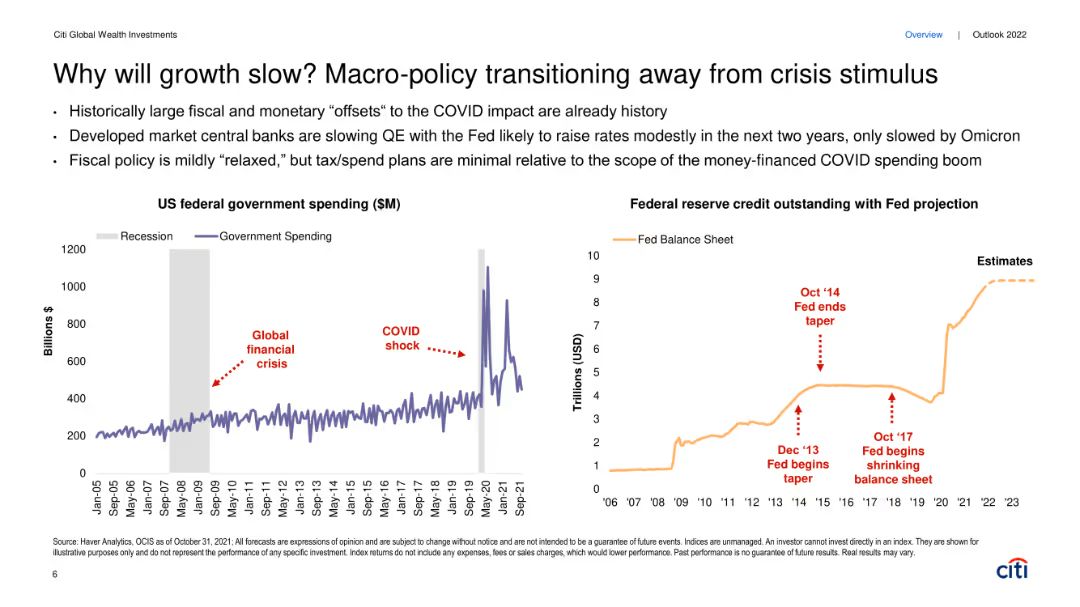 Citi Global Wealth Investments
Overview | Outlook 2022
Why will growth slow? Macro-policy transitioning away from crisis stimulus
• Historically large fiscal and monetary “offsets“ to the COVID impact are already history
• Developed market central banks are slowing QE with the Fed likely to raise rates modestly in the next two years, only slowed by Omicron
• Fiscal policy is mildly “relaxed,” but tax/spend plans are minimal relative to the scope of the money-financed COVID spending boom
US federal government spending ($M)
Recession
Government Spending
Billions $
1200
1000
800
600
400
200
0
Global
financial
crisis
COVID
shock
Jan-05
Sep-05
May-06
Jan-07
Sep-07
May-08
Jan-09
Sep-09
May-10
Jan-11
Sep-11
May-12
Jan-13
Sep-13
May-14
Jan-15
Sep-15
May-16
Jan-17
Sep-17
May-18
Jan-19
Sep-19
May-20
Jan-21
Sep-21
Federal reserve credit outstanding with Fed projection
Fed Balance Sheet
Trillions (USD)
10
9
8
7
6
5
4
3
2
1
0
Estimates
Oct ‘14
Fed ends
taper
Dec ‘13
Fed begins
taper
Oct ‘17
Fed begins
shrinking
balance sheet
'06 '07 '08 '09 '10 '11 '12 '13 '14 '15 '16 '17 '18 '19 '20 '21 '22 '23
Source: Haver Analytics, OCIS as of October 31, 2021; All forecasts are expressions of opinion and are subject to change without notice and are not intended to be a guarantee of future events. Indices are unmanaged. An investor cannot invest directly in an index. They are shown for
illustrative purposes only and do not represent the performance of any specific investment. Index returns do not include any expenses, fees or sales charges, which would lower performance. Past performance is no guarantee of future results. Real results may vary.
6
citi